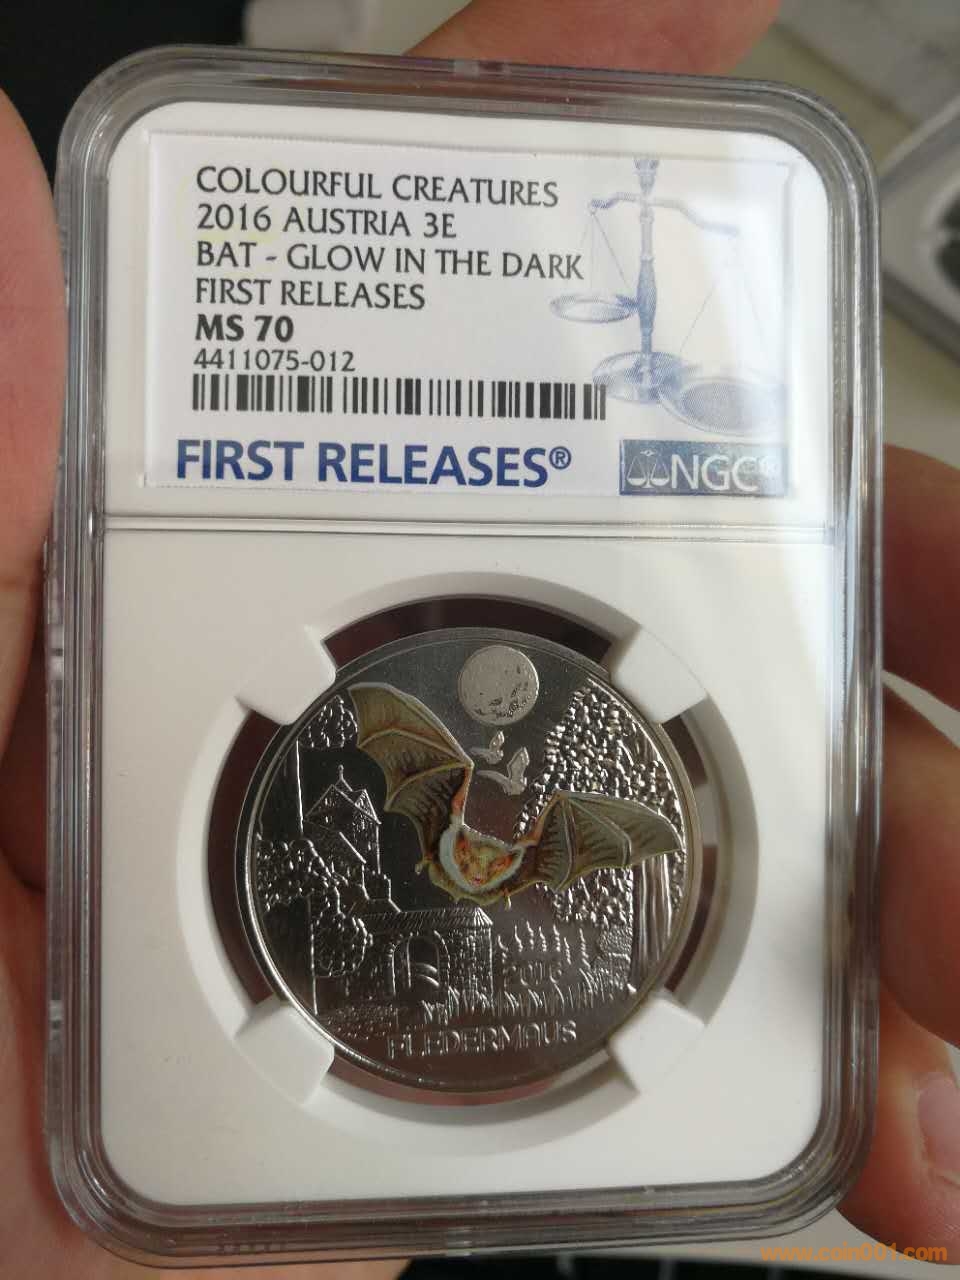 COLOURFUL CREATURES
2016 AUSTRIA 3E
BAT - GLOW IN THE DARK
FIRST RELEASES
MS 70
4411075-012
FIRST RELEASES®
NGC®
2016
FLEDERMAUS
www.coin001.com